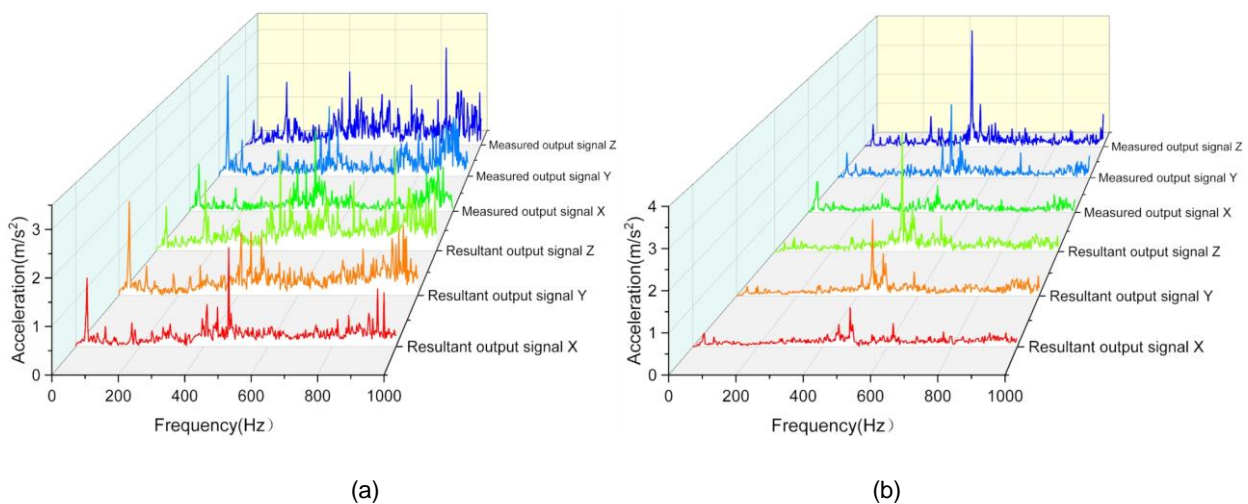 3
2
1
0
Acceleration(m/s²)
0
200
400
600
800
1000
Frequency(Hz）
Measured output signal Z
Measured output signal Y
Measured output signal X
Resultant output signal Z
Resultant output signal Y
Resultant output signal X
(a)
4
3
2
1
0
Acceleration(m/s²)
0
200
400
600
800
1000
Frequency(Hz）
Measured output signal Z
Measured output signal Y
Measured output signal X
Resultant output signal Z
Resultant output signal Y
Resultant output signal X
(b)